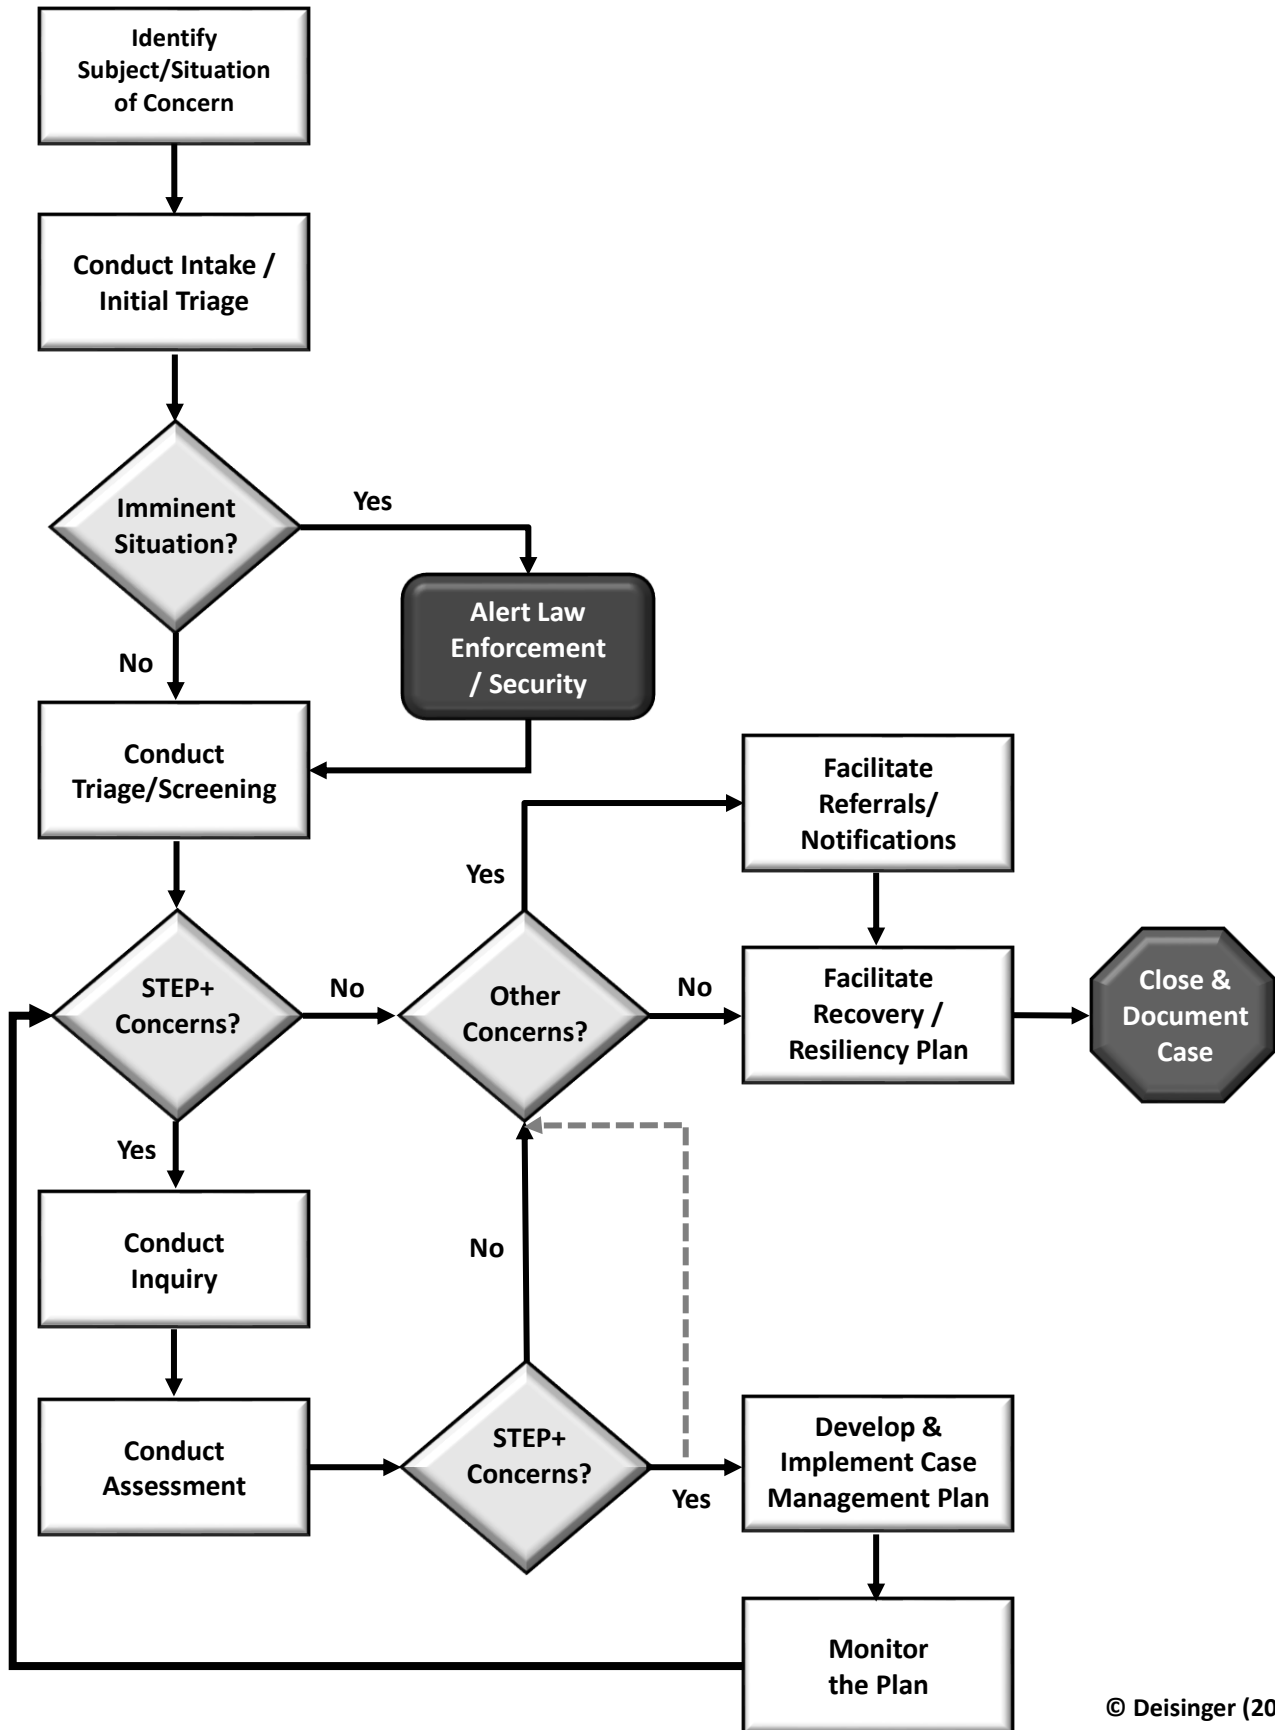 Identify
Subject/Situation
of Concern
Conduct Intake /
Initial Triage
Imminent
Situation?
Yes
No
Alert Law
Enforcement
/ Security
Conduct
Triage/Screening
Facilitate
Referrals/
Notifications
Yes
STEP+
Concerns?
No
Other
Concerns?
No
Facilitate
Recovery /
Resiliency Plan
Close &
Document
Case
Yes
Conduct
Inquiry
No
Conduct
Assessment
STEP+
Concerns?
Yes
Develop &
Implement Case
Management Plan
Monitor
the Plan
© Deisinger (20